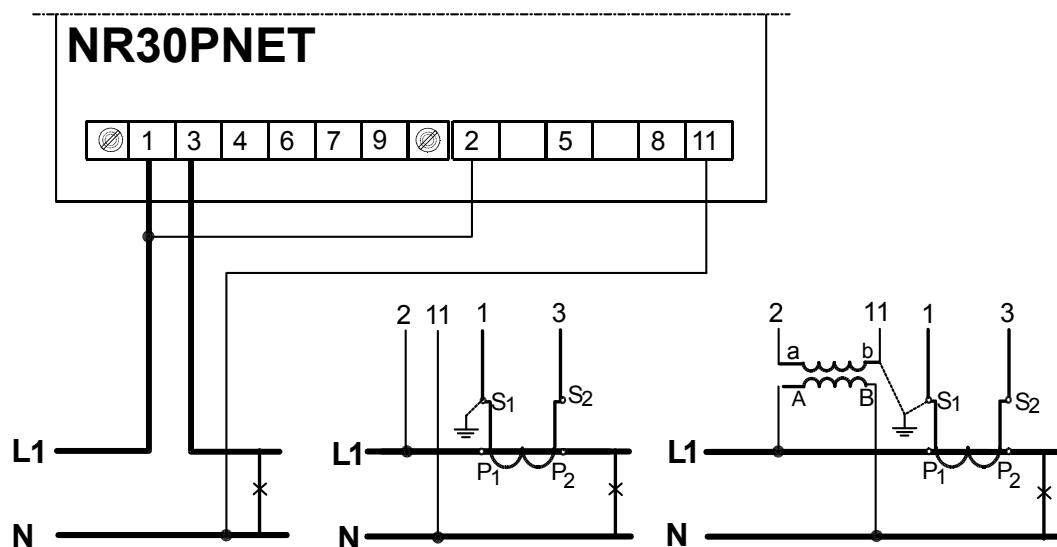 NR30PNET
1 3 4 6 7 9 2 5 8 11
2 11 1 3 2 11 1 3
a b
S1 S2 A B S1 S2
L1 L1 P1 P2 L1 P1 P2
N N N